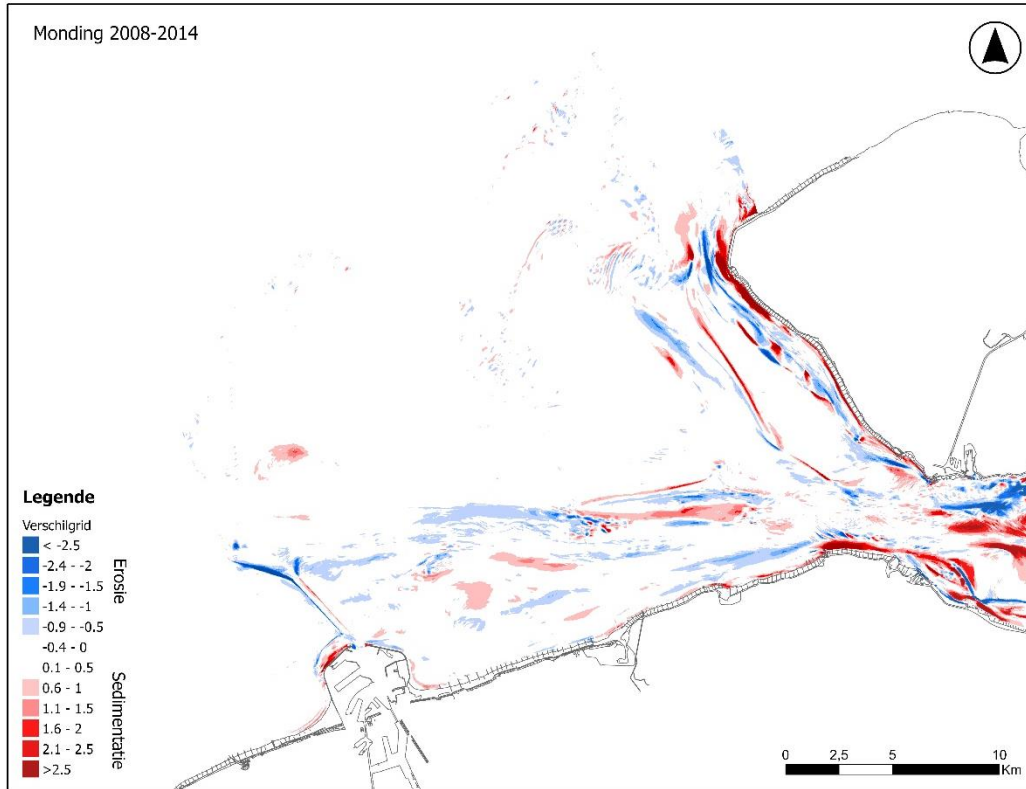 Monding 2008-2014
Legende
Verschilgrid
< -2.5
-2.4 - -2
-1.9 - -1.5
-1.4 - -1
-0.9 - -0.5
-0.4 - 0
0.1 - 0.5
0.6 - 1
1.1 - 1.5
1.6 - 2
2.1 - 2.5
>2.5
Erosie
Sedimentatie
0 2,5 5 10
Km